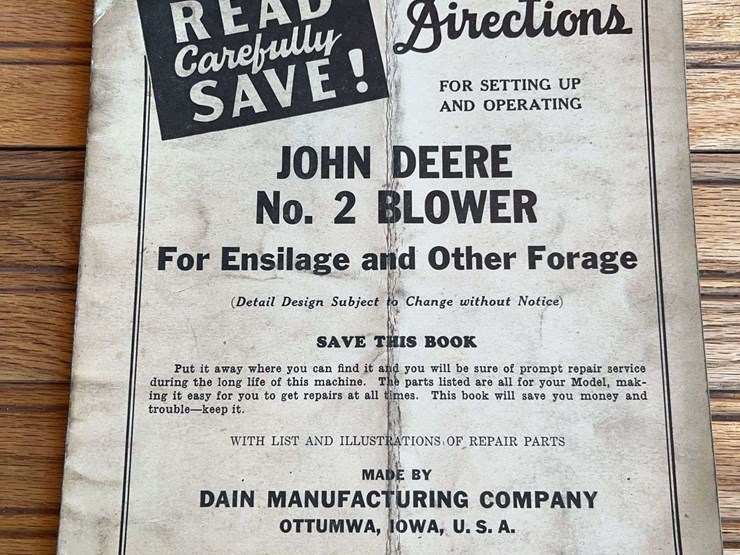 READ
Carefully
SAVE!
Directions
FOR SETTING UP
AND OPERATING
JOHN DEERE
No. 2 BLOWER
For Ensilage and Other Forage
(Detail Design Subject to Change without Notice)
SAVE THIS BOOK
Put it away where you can find it and you will be sure of prompt repair service
during the long life of this machine. The parts listed are all for your Model, mak-
ing it easy for you to get repairs at all times. This book will save you money and
trouble—keep it.
WITH LIST AND ILLUSTRATIONS OF REPAIR PARTS
MADE BY
DAIN MANUFACTURING COMPANY
OTTUMWA, IOWA, U. S. A.